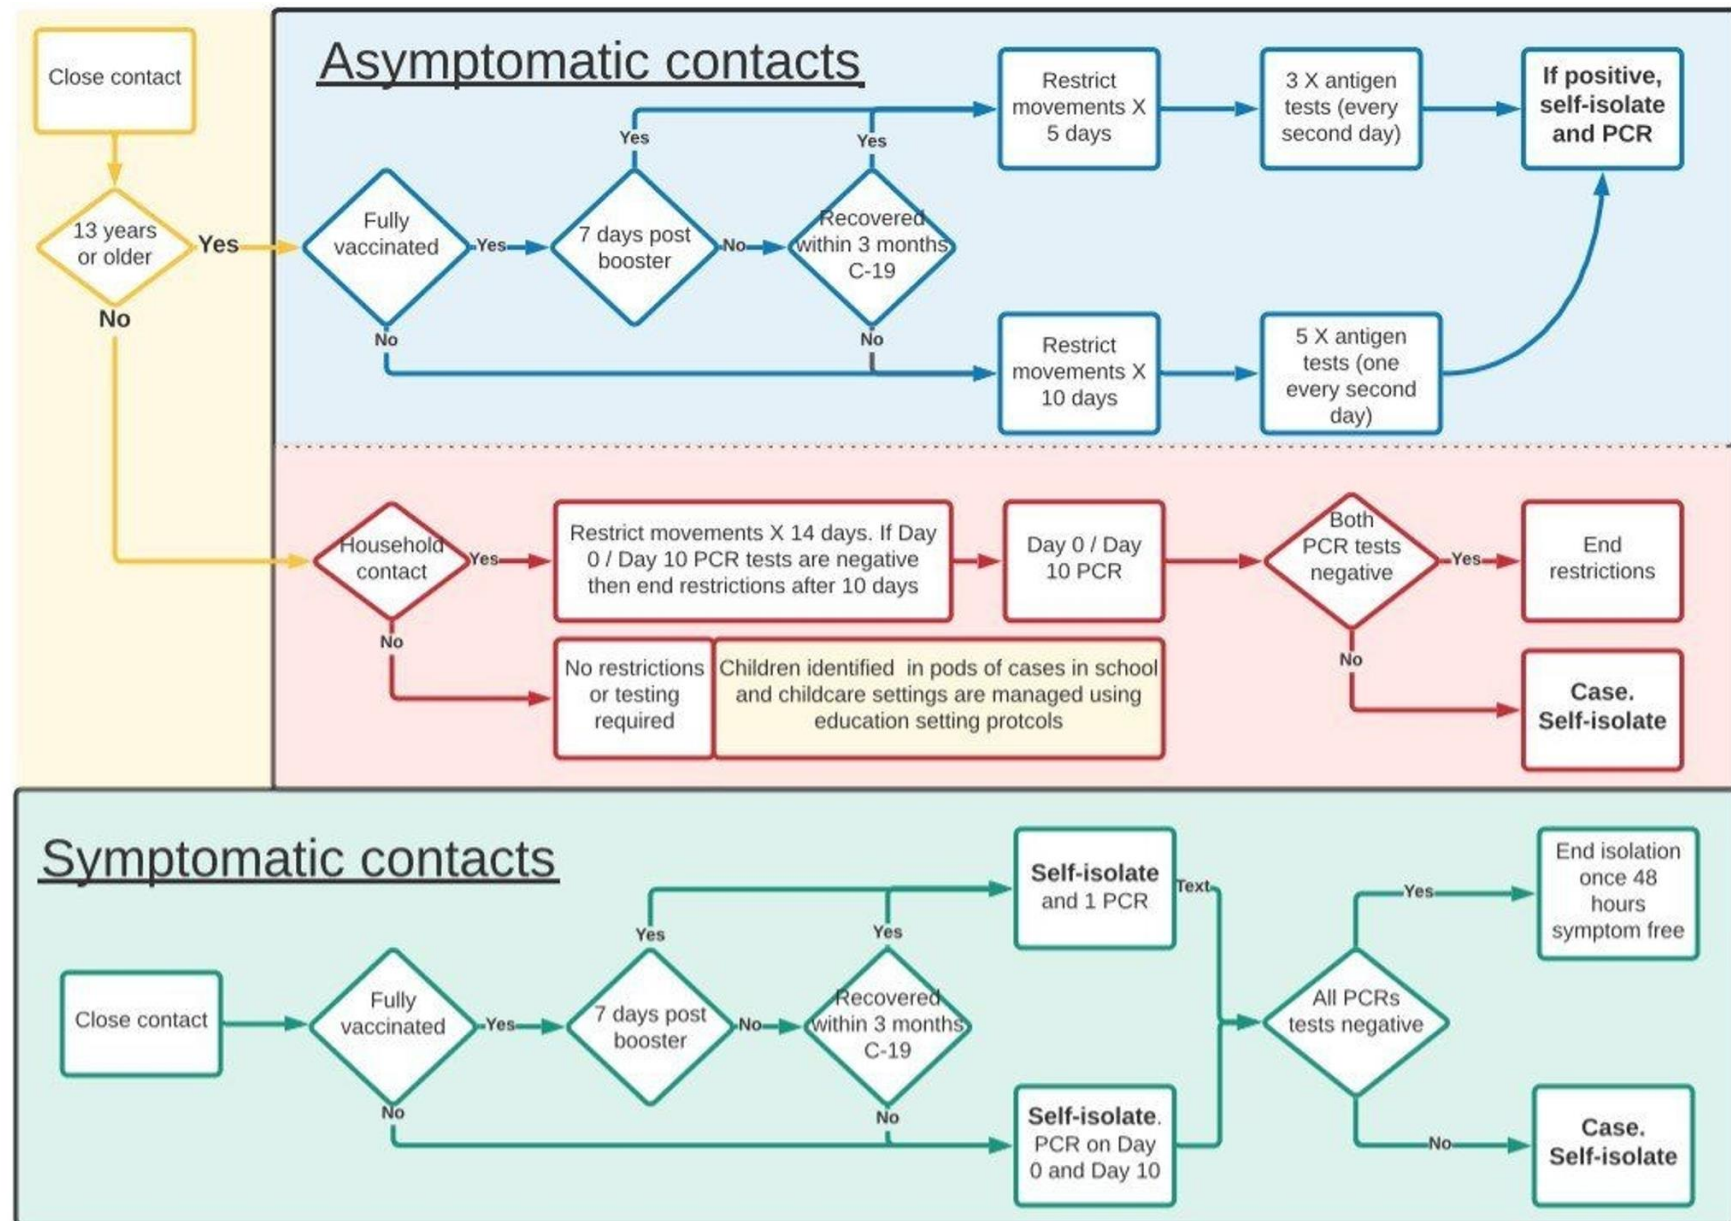 Close contact
13 years
or older
Yes
No
Asymptomatic contacts
Fully
vaccinated
Yes
No
7 days post
booster
Yes
No
Recovered
within 3 months
C-19
Yes
No
Restrict
movements X
5 days
3 X antigen
tests (every
second day)
If positive,
self-isolate
and PCR
Restrict
movements X
10 days
5 X antigen
tests (one
every second
day)
Household
contact
Yes
No
Restrict movements X 14 days. If Day
0 / Day 10 PCR tests are negative
then end restrictions after 10 days
Day 0 / Day
10 PCR
Both
PCR tests
negative
Yes
No
End
restrictions
Case.
Self-isolate
No restrictions
or testing
required
Children identified in pods of cases in school
and childcare settings are managed using
education setting protcols
Symptomatic contacts
Close contact
Fully
vaccinated
Yes
No
7 days post
booster
Yes
No
Recovered
within 3 months
C-19
Yes
No
Self-isolate
and 1 PCR
Text
Self-isolate.
PCR on Day
0 and Day 10
All PCRs
tests negative
Yes
No
End isolation
once 48
hours
symptom free
Case.
Self-isolate